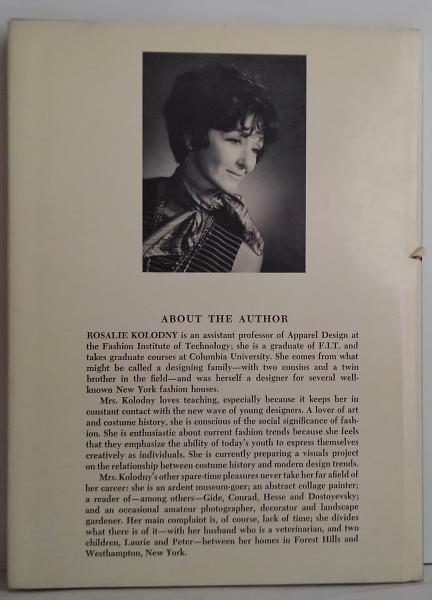 ABOUT THE AUTHOR
ROSALIE KOLODNY is an assistant professor of Apparel Design at
the Fashion Institute of Technology; she is a graduate of F.I.T. and
takes graduate courses at Columbia University. She comes from what
might be called a designing family—with two cousins and a twin
brother in the field—and was herself a designer for several well-
known New York fashion houses.
Mrs. Kolodny loves teaching, especially because it keeps her in
constant contact with the new wave of young designers. A lover of art
and costume history, she is conscious of the social significance of fash-
ion. She is enthusiastic about current fashion trends because she feels
that they emphasize the ability of today's youth to express themselves
creatively as individuals. She is currently preparing a visuals project
on the relationship between costume history and modern design trends.
Mrs. Kolodny's other spare-time pleasures never take her far afield of
her career: she is an ardent museum-goer; an abstract collage painter;
a reader of—among others—Gide, Conrad, Hesse and Dostoyevsky;
and an occasional amateur photographer, decorator and landscape
gardener. Her main complaint is, of course, lack of time; she divides
what there is of it—with her husband who is a veterinarian, and two
children, Laurie and Peter—between her homes in Forest Hills and
Westhampton, New York.